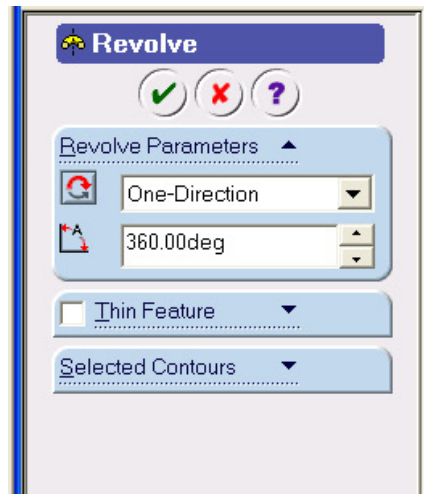 Revolve
?
Revolve Parameters
One-Direction
A
360.00deg
Thin Feature
Selected Contours